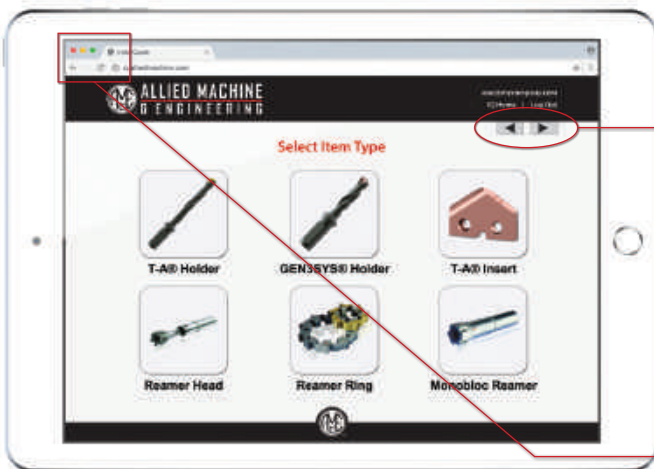 ALLIED MACHINE
& ENGINEERING
Select Item Type
T-A® Holder
GEN3SYS® Holder
T-A® Insert
Reamer Head
Reamer Ring
Monobloc Reamer